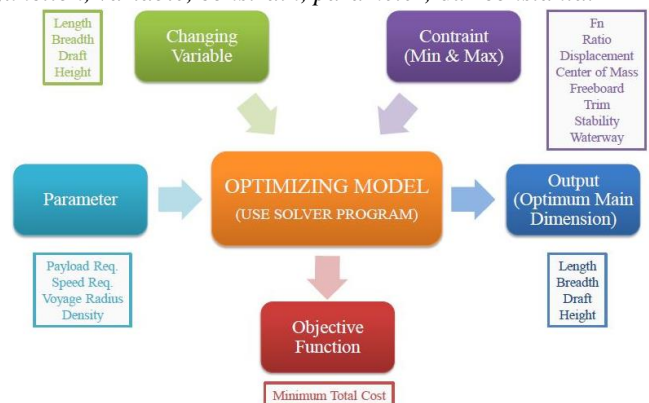 Length
Breadth
Draft
Height
Changing
Variable
Contraint
(Min & Max)
Fn
Ratio
Displacement
Center of Mass
Freeboard
Trim
Stability
Waterway
Parameter
OPTIMIZING MODEL
(USE SOLVER PROGRAM)
Output
(Optimum Main
Dimension)
Payload Req.
Speed Req.
Voyage Radius
Density
Length
Breadth
Draft
Height
Objective
Function
Minimum Total Cost